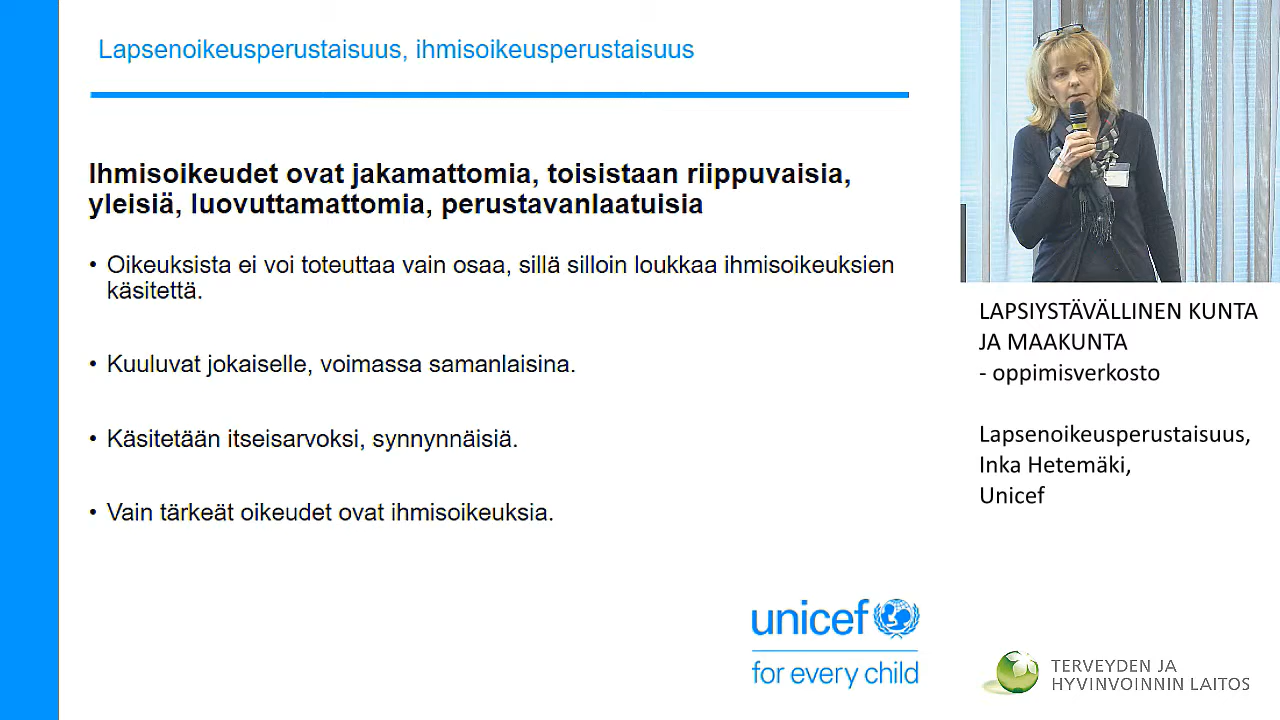 Lapsenoikeusperustaisuus, ihmisoikeusperustaisuus
Ihmisoikeudet ovat jakamattomia, toisistaan riippuvaisia,
yleisiä, luovuttamattomia, perustavanlaatuisia
• Oikeuksista ei voi toteuttaa vain osaa, sillä silloin loukkaa ihmisoikeuksien
käsitettä.
• Kuuluvat jokaiselle, voimassa samanlaisina.
• Käsitetään itseisarvoksi, synnynnäisiä.
• Vain tärkeät oikeudet ovat ihmisoikeuksia.
unicef
for every child
LAPSIYSTÄVÄLLINEN KUNTA
JA MAAKUNTA
- oppimisverkosto
Lapsenoikeusperustaisuus,
Inka Hetemäki,
Unicef
TERVEYDEN JA
HYVINVOINNIN LAITOS